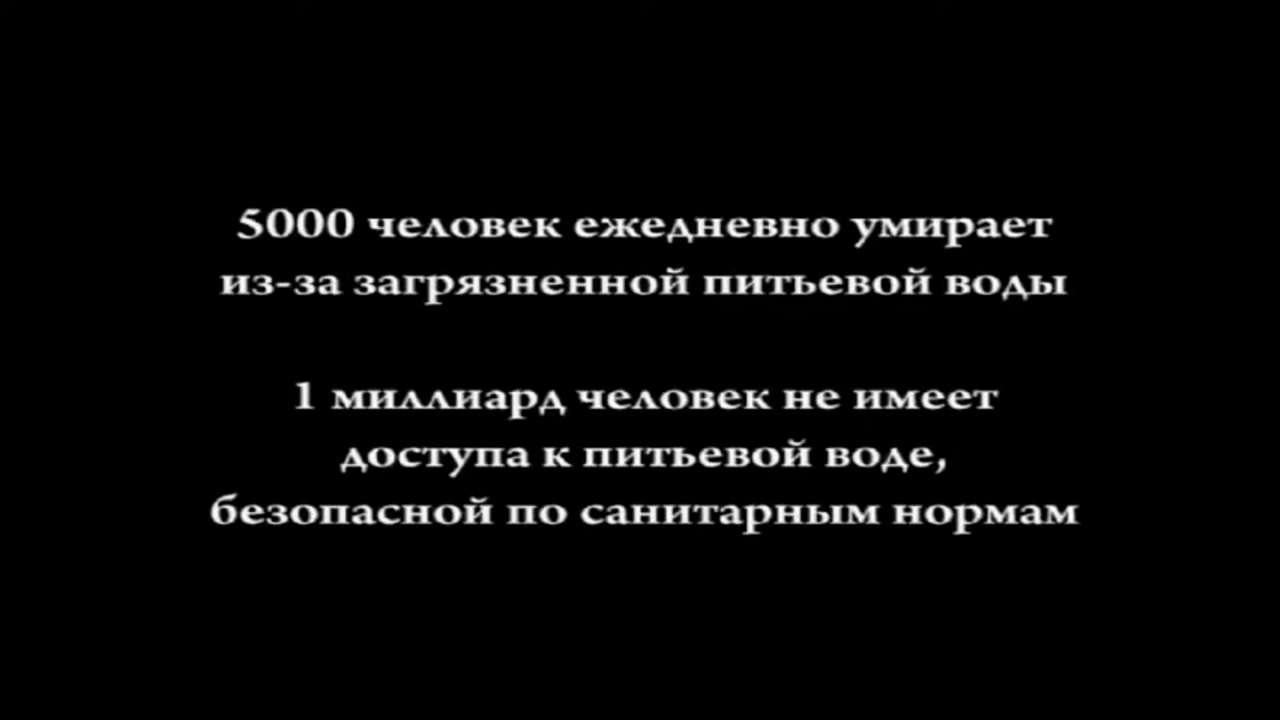 5000 человек ежедневно умирает
из-за загрязненной питьевой воды
1 миллиард человек не имеет
доступа к питьевой воде,
безопасной по санитарным нормам